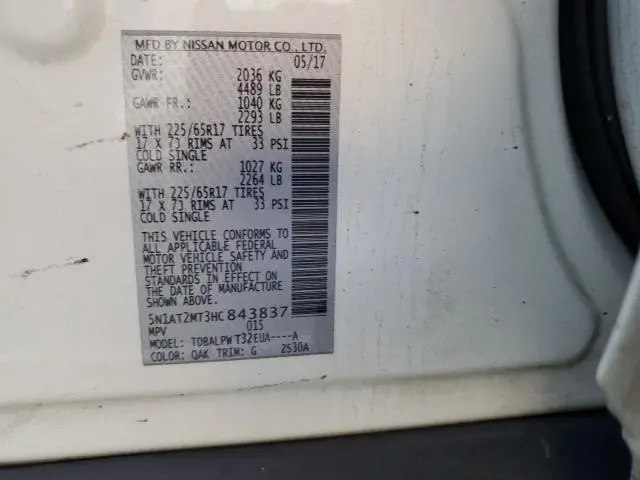 MFD BY NISSAN MOTOR CO., LTD.
DATE: 05/17
GVWR: 2036 KG
4489 LB
GAWR FR.: 1040 KG
2293 LB
WITH 225/65R17 TIRES
17 X 7J RIMS AT 33 PSI
COLD SINGLE
GAWR RR.: 1027 KG
2264 LB
WITH 225/65R17 TIRES
17 X 7J RIMS AT 33 PSI
COLD SINGLE
THIS VEHICLE CONFORMS TO
ALL APPLICABLE FEDERAL
MOTOR VEHICLE SAFETY AND
THEFT PREVENTION
STANDARDS IN EFFECT ON
THE DATE OF MANUFACTURE
SHOWN ABOVE.
5N1AT2MT3HC843837
MPV 015
MODEL: TDBALPW T32EUA----A
COLOR: QAK TRIM: G 2530A